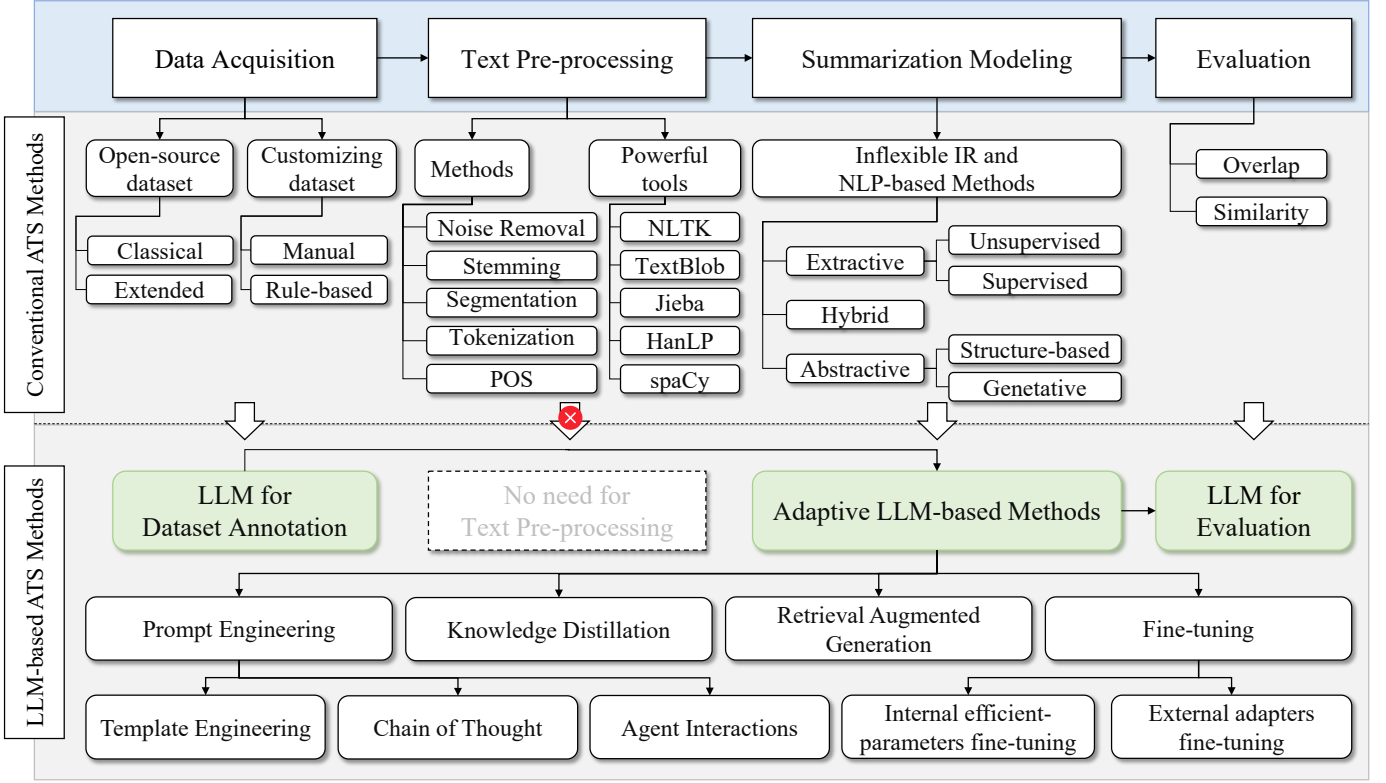 Data Acquisition
Text Pre-processing
Summarization Modeling
Evaluation
Conventional ATS Methods
Open-source
dataset
Classical
Extended
Customizing
dataset
Manual
Rule-based
Methods
Noise Removal
Stemming
Segmentation
Tokenization
POS
Powerful
tools
NLTK
TextBlob
Jieba
HanLP
spaCy
Inflexible IR and
NLP-based Methods
Extractive
Unsupervised
Supervised
Hybrid
Abstractive
Structure-based
Genetative
Overlap
Similarity
LLM-based ATS Methods
LLM for
Dataset Annotation
No need for
Text Pre-processing
Adaptive LLM-based Methods
LLM for
Evaluation
Prompt Engineering
Knowledge Distillation
Retrieval Augmented
Generation
Fine-tuning
Template Engineering
Chain of Thought
Agent Interactions
Internal efficient-
parameters fine-tuning
External adapters
fine-tuning